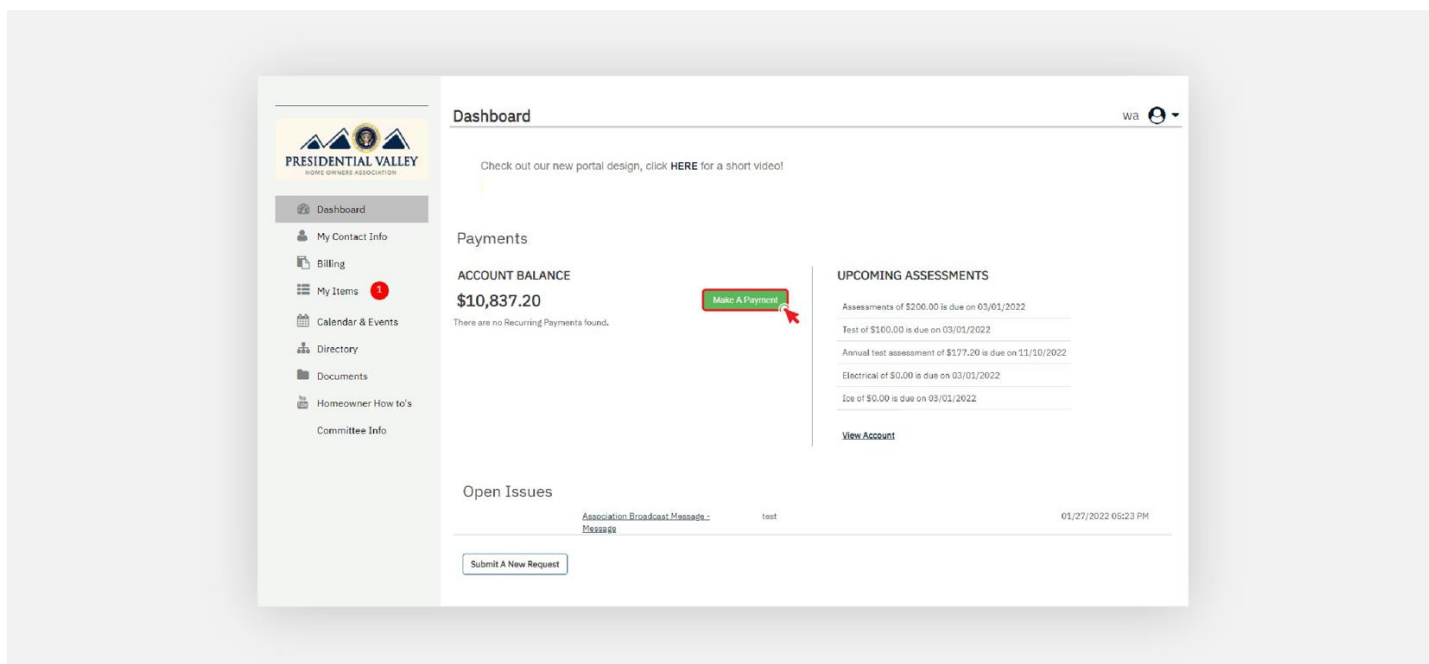 PRESIDENTIAL VALLEY
HOME OWNERS ASSOCIATION
Dashboard
My Contact Info
Billing
My Items 1
Calendar & Events
Directory
Documents
Homeowner How to's
Committee Info
Dashboard
wa
Check out our new portal design, click HERE for a short video!
Payments
ACCOUNT BALANCE
$10,837.20
Make A Payment
There are no Recurring Payments found.
UPCOMING ASSESSMENTS
Assessments of $200.00 is due on 03/01/2022
Test of $100.00 is due on 03/01/2022
Annual test assessment of $177.20 is due on 11/10/2022
Electrical of $0.00 is due on 03/01/2022
Ice of $0.00 is due on 03/01/2022
View Account
Open Issues
Association Broadcast Message - test 01/27/2022 05:23 PM
Message
Submit A New Request